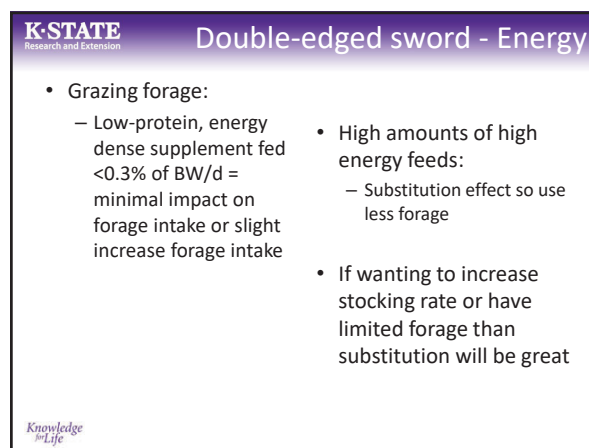 K-STATE
Research and Extension
Double-edged sword - Energy
• Grazing forage:
– Low-protein, energy
dense supplement fed
<0.3% of BW/d =
minimal impact on
forage intake or slight
increase forage intake
• High amounts of high
energy feeds:
– Substitution effect so use
less forage
• If wanting to increase
stocking rate or have
limited forage than
substitution will be great
Knowledge
for Life